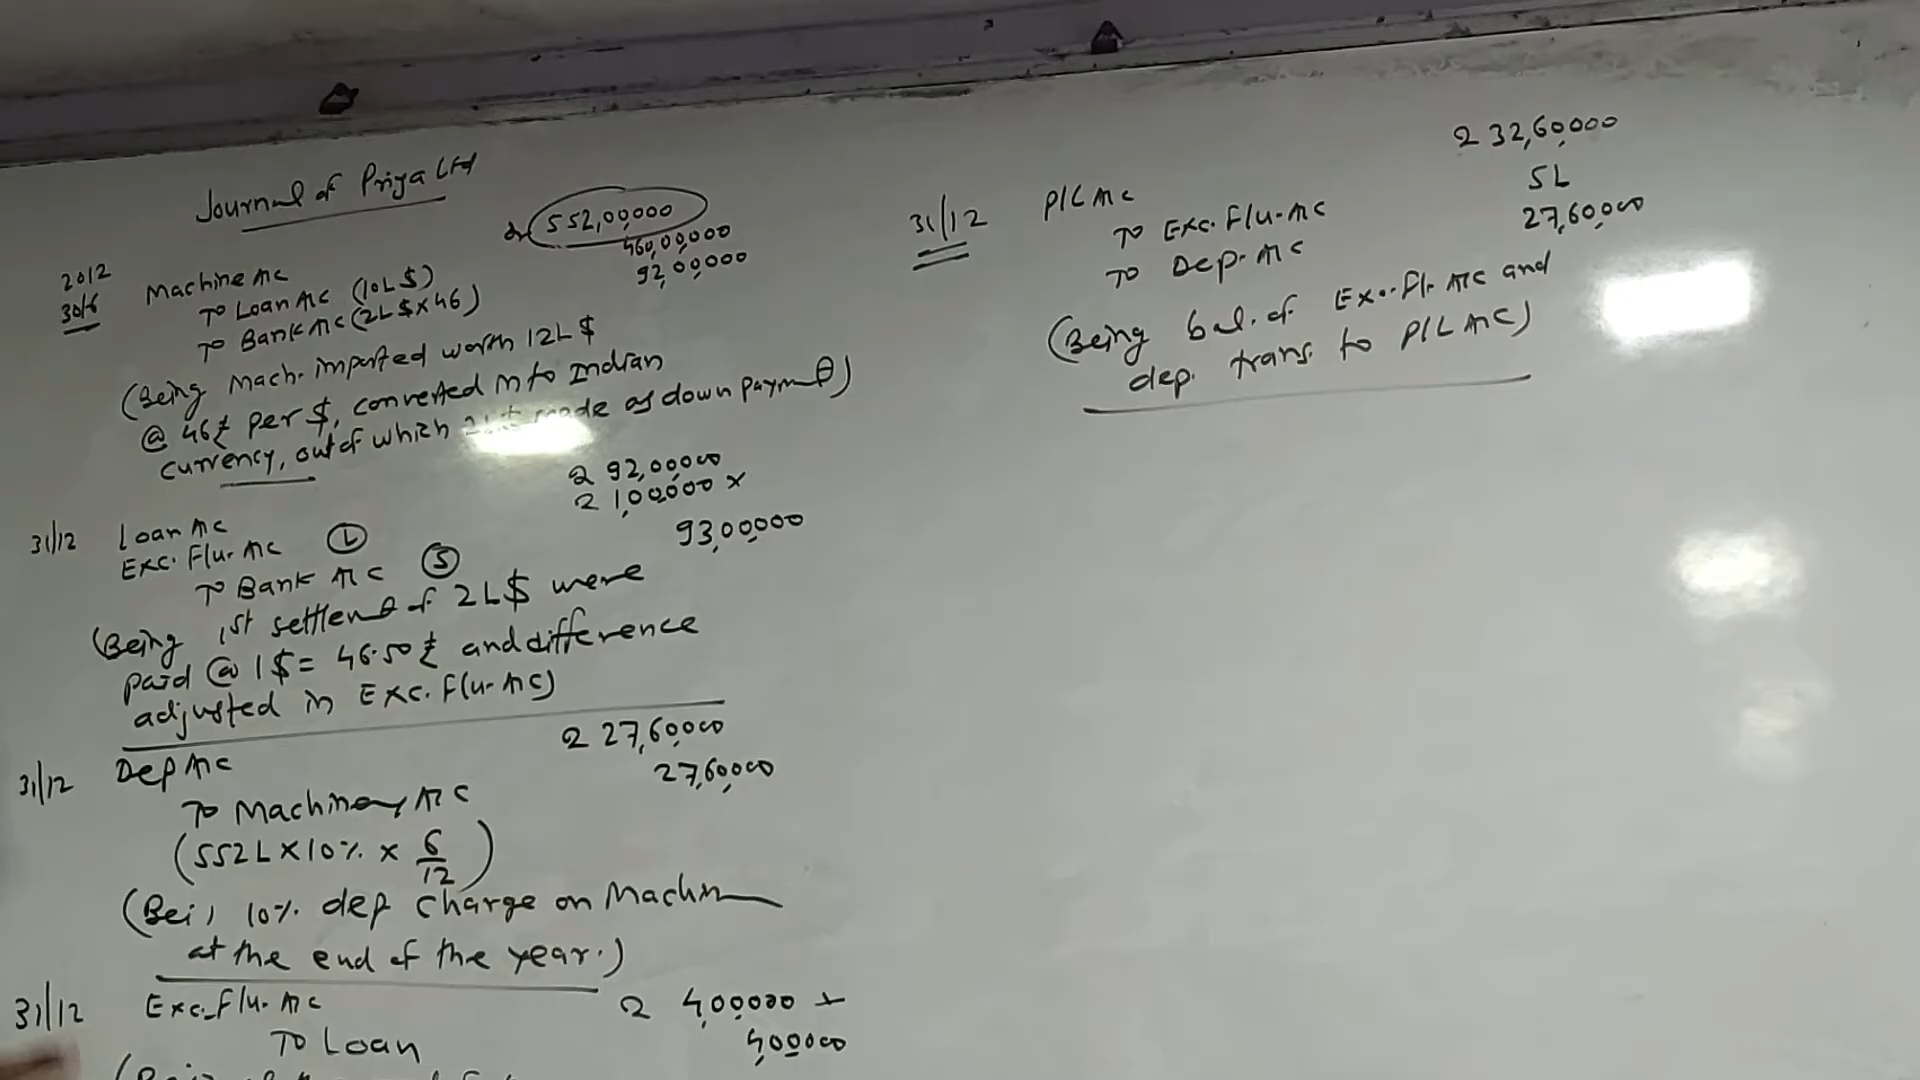 Journal of Priya Ltd
2012
30/6 Machine A/c Dr 552,00,000
To Loan A/c (10L$) 460,00,000
To Bank A/c (2L$×46) 92,00,000
(Being Mach. imported worth 12L $
@ 46₹ per $, converted into Indian
currency, out of which made as down payment)
31/12 Loan A/c 92,00,000
Exc. Flu. A/c (L) 1,00,000 ×
To Bank A/c (S) 93,00,000
(Being 1st settlement of 2L$ were
paid @ 1$ = 46.50 ₹ and difference
adjusted in Exc. Flu. A/c)
31/12 Dep A/c 27,60,000
To Machinery A/c 27,60,000
(552L×10%. × 6/12)
(Bei) 10%. dep charge on Machin
at the end of the year.)
31/12 Exc. Flu. A/c 4,00,000 ×
To Loan 4,00,000
31/12 P/L A/c 32,60,000
To Exc. Flu. A/c 5L
To Dep. A/c 27,60,000
(Being bal. of Exc. Fl. A/c and
dep. trans. to P/L A/c)